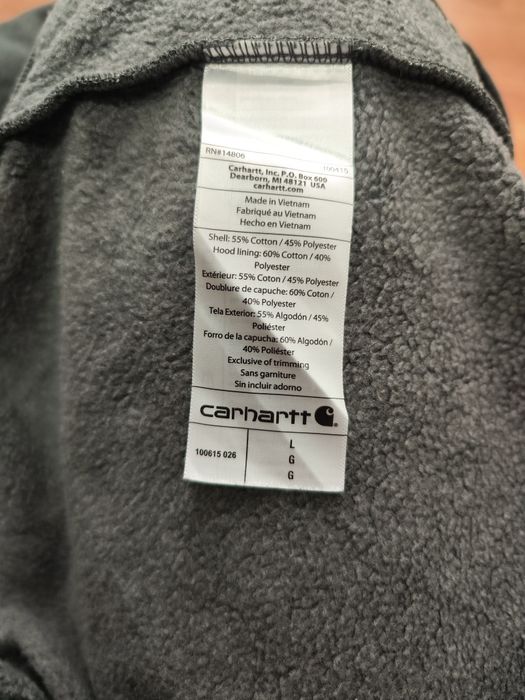 RN#14806 100415
Carhartt, Inc. P.O. Box 600
Dearborn, MI 48121 USA
carhartt.com
Made in Vietnam
Fabriqué au Vietnam
Hecho en Vietnam
Shell: 55% Cotton / 45% Polyester
Hood lining: 60% Cotton / 40%
Polyester
Extérieur: 55% Coton / 45% Polyester
Doublure de capuche: 60% Coton /
40% Polyester
Tela Exterior: 55% Algodón / 45%
Poliéster
Forro de la capucha: 60% Algodón /
40% Poliéster
Exclusive of trimming
Sans garniture
Sin incluir adorno
carhartt
100615 026
L
G
G